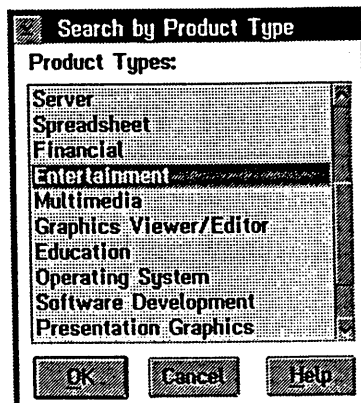 Search by Product Type
Product Types:
Server
Spreadsheet
Financial
Entertainment
Multimedia
Graphics Viewer/Editor
Education
Operating System
Software Development
Presentation Graphics
OK
Cancel
Help